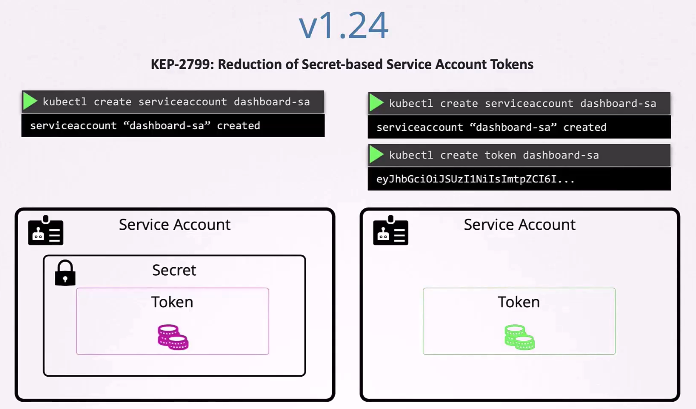 v1.24
KEP-2799: Reduction of Secret-based Service Account Tokens
kubectl create serviceaccount dashboard-sa
serviceaccount “dashboard-sa” created
kubectl create serviceaccount dashboard-sa
serviceaccount “dashboard-sa” created
kubectl create token dashboard-sa
eyJhbGciOiJSUzI1NiIsImtpZCI6I...
Service Account
Secret
Token
Service Account
Token